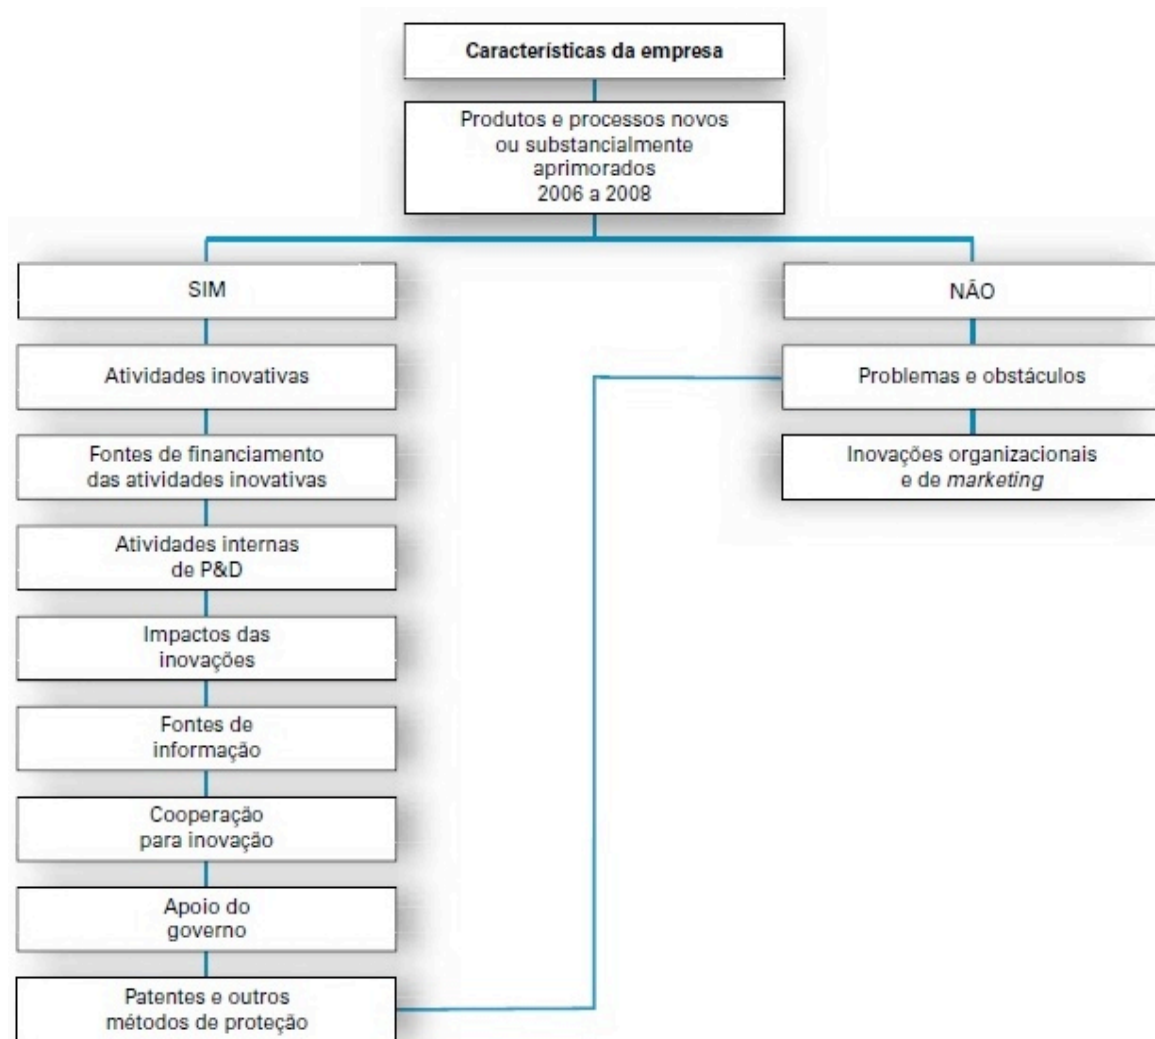 Características da empresa
Produtos e processos novos
ou substancialmente
aprimorados
2006 a 2008
SIM
Atividades inovativas
Fontes de financiamento
das atividades inovativas
Atividades internas
de P&D
Impactos das
inovações
Fontes de
informação
Cooperação
para inovação
Apoio do
governo
Patentes e outros
métodos de proteção
NÃO
Problemas e obstáculos
Inovações organizacionais
e de marketing